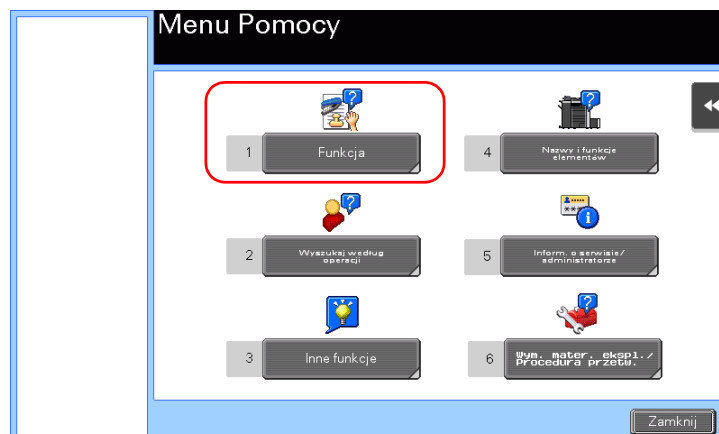 Menu Pomocy
1 Funkcja
4 Nazwy i funkcje
elementów
2 Wyszukaj według
operacji
5 Inform. o serwisie/
administratorze
3 Inne funkcje
6 Wym. mater. ekspl./
Procedura przetw.
Zamknij